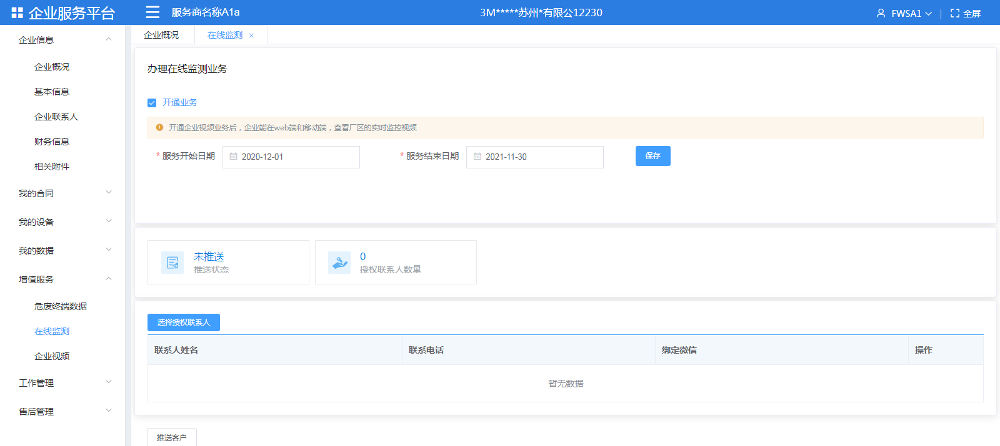 企业服务平台
服务商名称A1a
3M*****苏州*有限公12230
FWSA1
全屏
企业信息
企业概况
基本信息
企业联系人
财务信息
相关附件
我的合同
我的设备
我的数据
增值服务
危废终端数据
在线监测
企业视频
工作管理
售后管理
企业概况
在线监测 ×
办理在线监测业务
开通业务
开通企业视频业务后，企业能在web端和移动端，查看厂区的实时监控视频
* 服务开始日期 2020-12-01 * 服务结束日期 2021-11-30 保存
未推送
推送状态
0
授权联系人数量
选择授权联系人
联系人姓名 联系电话 绑定微信 操作
暂无数据
推送客户